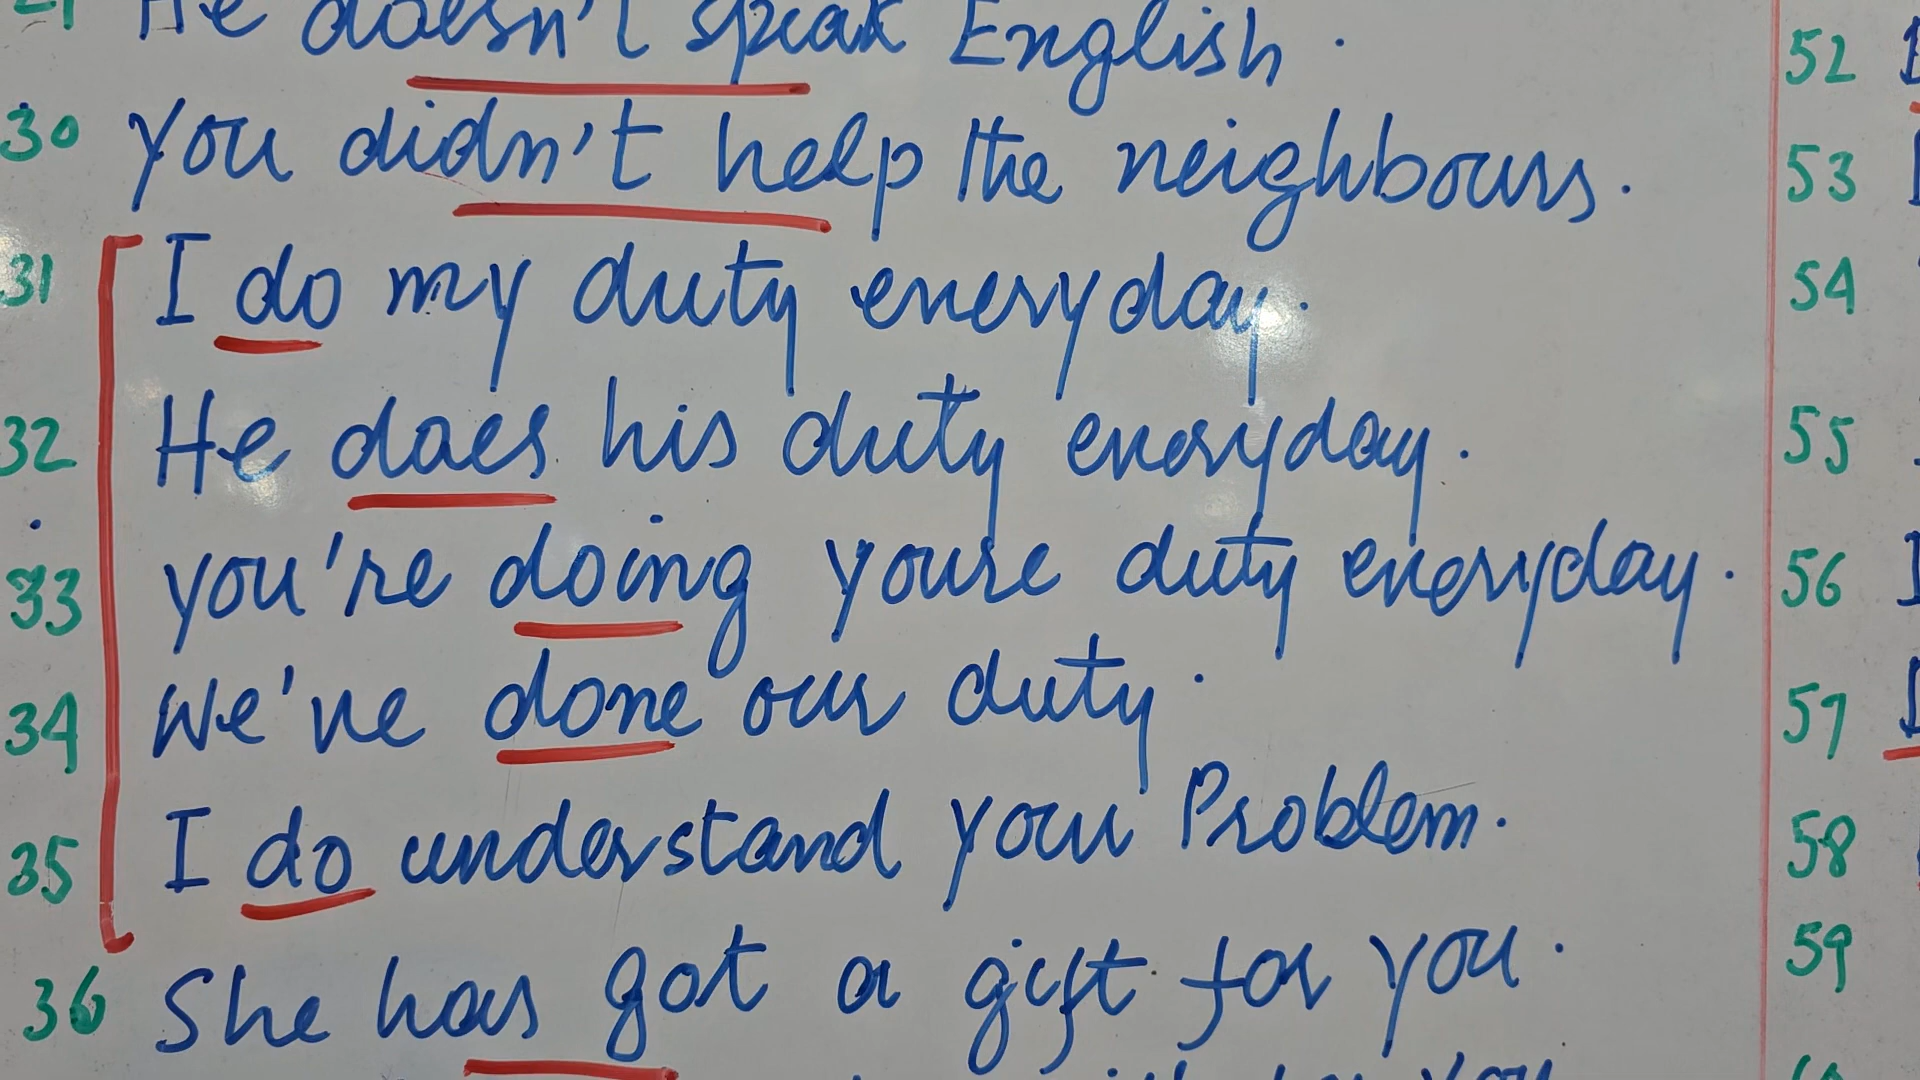 He doesn't speak English.
30 you didn't help the neighbours.
31 I do my duty everyday.
32 He does his duty everyday.
33 you're doing youre duty everyday.
34 We've done our duty.
35 I do understand your Problem.
36 She has got a gift for you.
52
53
54
55
56
57
58
59